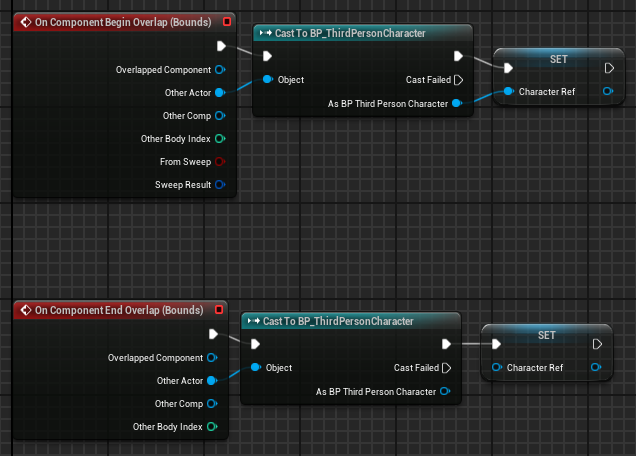 On Component Begin Overlap (Bounds)
Overlapped Component
Other Actor
Other Comp
Other Body Index
From Sweep
Sweep Result
Cast To BP_ThirdPersonCharacter
Object
Cast Failed
As BP Third Person Character
SET
Character Ref
On Component End Overlap (Bounds)
Overlapped Component
Other Actor
Other Comp
Other Body Index
Cast To BP_ThirdPersonCharacter
Object
Cast Failed
As BP Third Person Character
SET
Character Ref